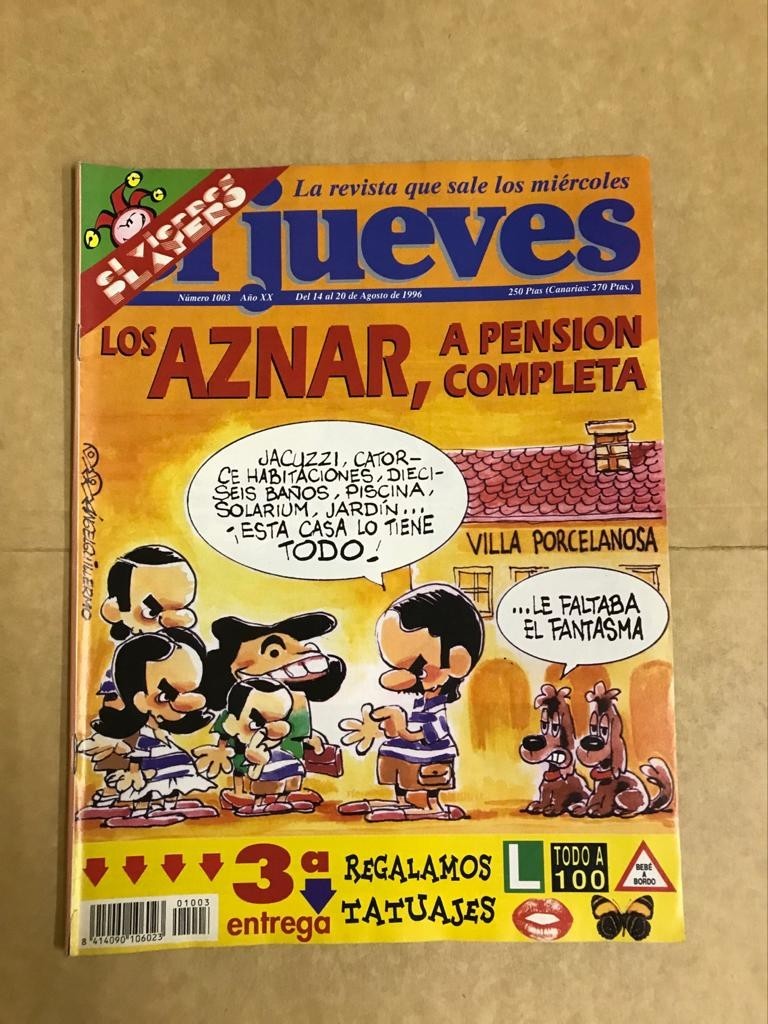 EL VICIOSO
PLAYERO
La revista que sale los miércoles
el jueves
Número 1003 Año XX Del 14 al 20 de Agosto de 1996
250 Ptas (Canarias: 270 Ptas.)
LOS AZNAR, A PENSION
COMPLETA
JACUZZI, CATOR-
CE HABITACIONES, DIECI-
SEIS BAÑOS, PISCINA,
SOLARIUM, JARDÍN...
¡ESTA CASA LO TIENE
TODO!
VILLA PORCELANOSA
...LE FALTABA
EL FANTASMA
3ª
entrega
REGALAMOS
TATUAJES
L
TODO A
100
BEBÉ
A
BORDO
01003
8 414090 106023